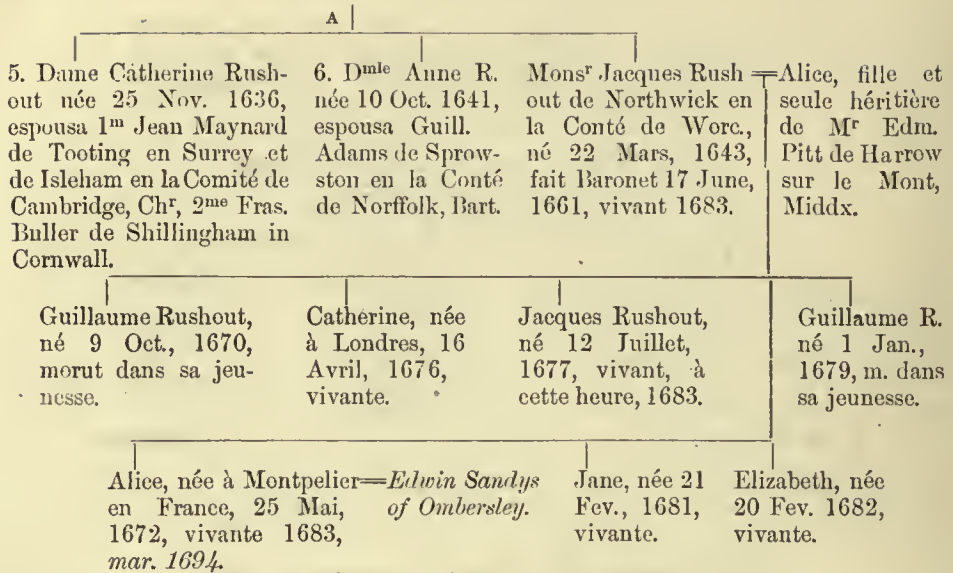 A
5. Dame Catherine Rush-
out née 25 Nov. 1636,
espousa 1ᵐ Jean Maynard
de Tooting en Surrey et
de Isleham en la Comité de
Cambridge, Chʳ, 2ᵐᵉ Fras.
Buller de Shillingham in
Cornwall.
6. Dᵐˡᵉ Anne R.
née 10 Oct. 1641,
espousa Guill.
Adams de Sprow-
ston en la Conté
de Norffolk, Bart.
Monsʳ Jacques Rush
out de Northwick en
la Conté de Worc.,
né 22 Mars, 1643,
fait Baronet 17 June,
1661, vivant 1683.
Alice, fille et
seule héritière
de Mʳ Edm.
Pitt de Harrow
sur le Mont,
Middx.
Guillaume Rushout,
né 9 Oct., 1670,
morut dans sa jeu-
nesse.
Catherine, née
à Londres, 16
Avril, 1676,
vivante.
Jacques Rushout,
né 12 Juillet,
1677, vivant, à
cette heure, 1683.
Guillaume R.
né 1 Jan.,
1679, m. dans
sa jeunesse.
Alice, née à Montpelier
en France, 25 Mai,
1672, vivante 1683,
mar. 1694.
=Edwin Sandys
of Ombersley.
Jane, née 21
Fev., 1681,
vivante.
Elizabeth, née
20 Fev. 1682,
vivante.